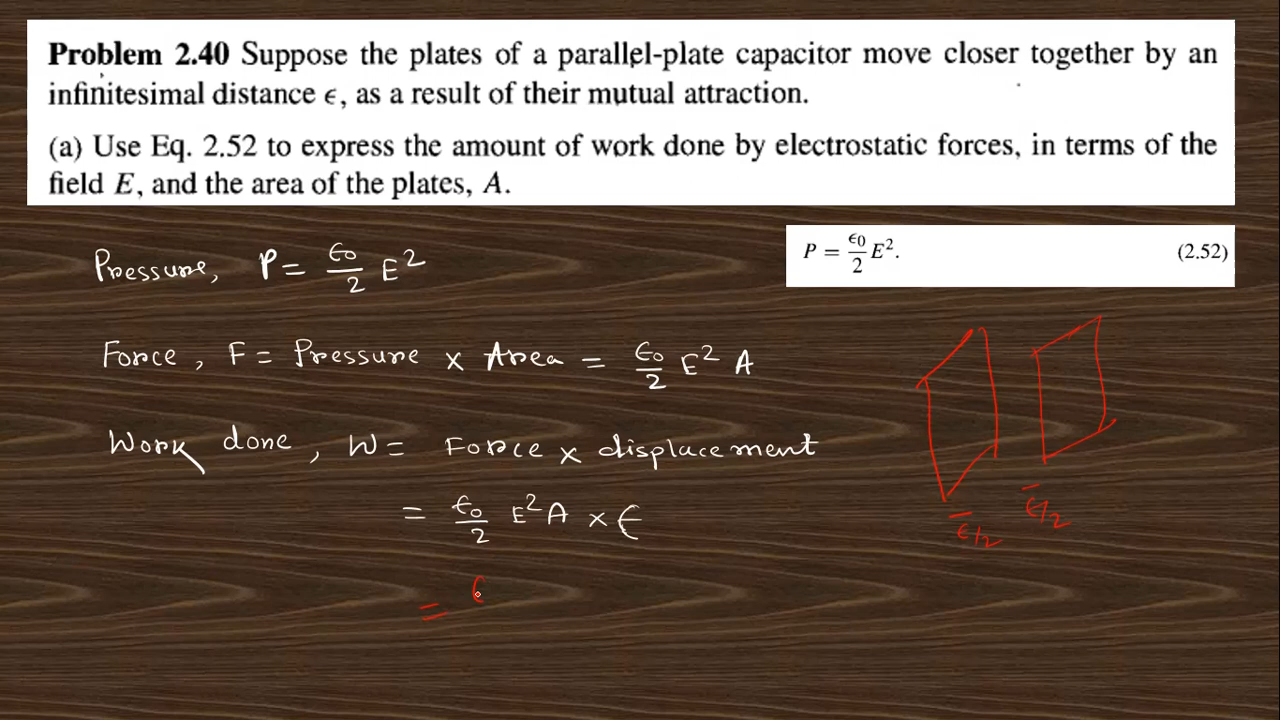 Problem 2.40 Suppose the plates of a parallel-plate capacitor move closer together by an
infinitesimal distance ϵ, as a result of their mutual attraction.
(a) Use Eq. 2.52 to express the amount of work done by electrostatic forces, in terms of the
field E, and the area of the plates, A.
P = ϵ0/2 E². (2.52)
Pressure, P = ϵ0/2 E²
Force, F = Pressure × Area = ϵ0/2 E² A
Work done, W = Force × displacement
= ϵ0/2 E² A × ϵ
= ϵ
ϵ/2
ϵ/2